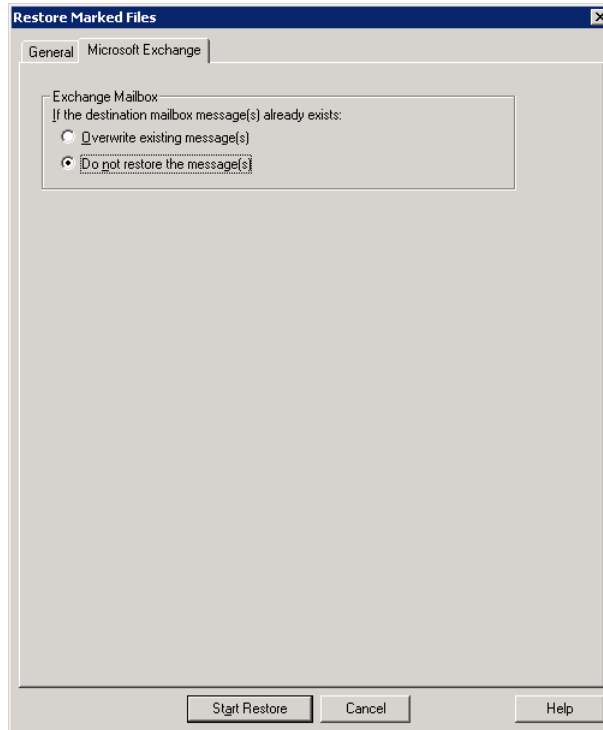 Restore Marked Files
General
Microsoft Exchange
Exchange Mailbox
If the destination mailbox message(s) already exists:
Overwrite existing message(s)
Do not restore the message(s)
Start Restore
Cancel
Help